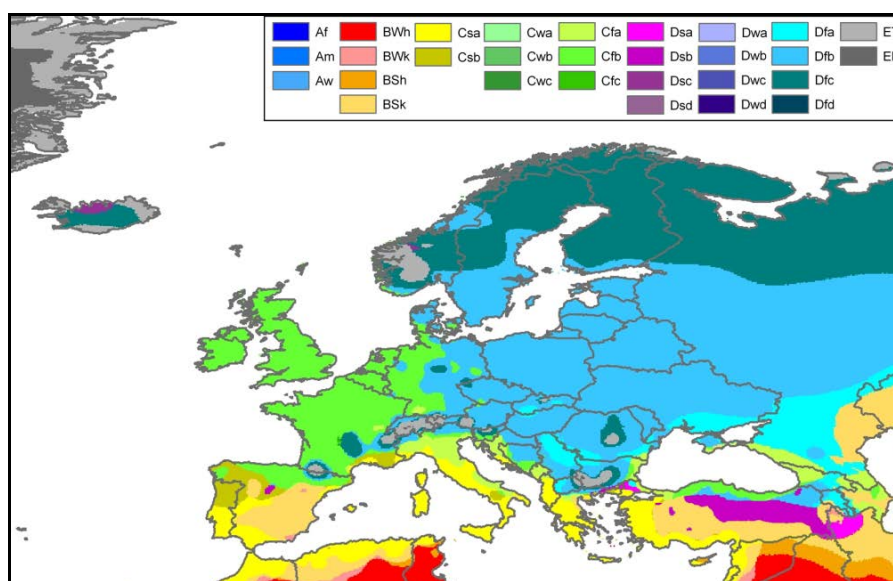 Af BWh Csa Cwa Cfa Dsa Dwa Dfa
Am BWk Csb Cwb Cfb Dsb Dwb Dfb
Aw BSh Cwc Cfc Dsc Dwc Dfc
BSk Dsd Dwd Dfd